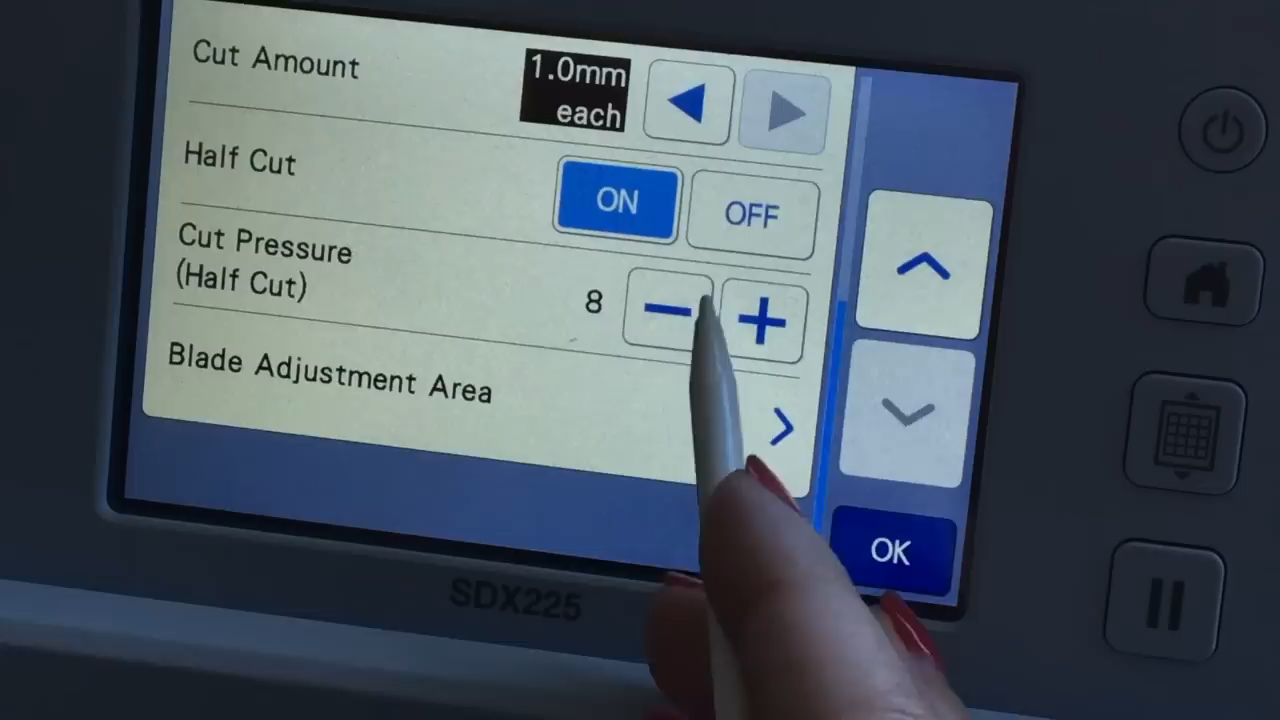 Cut Amount
1.0mm
each
Half Cut
ON
OFF
Cut Pressure
(Half Cut)
8
Blade Adjustment Area
OK
SDX225